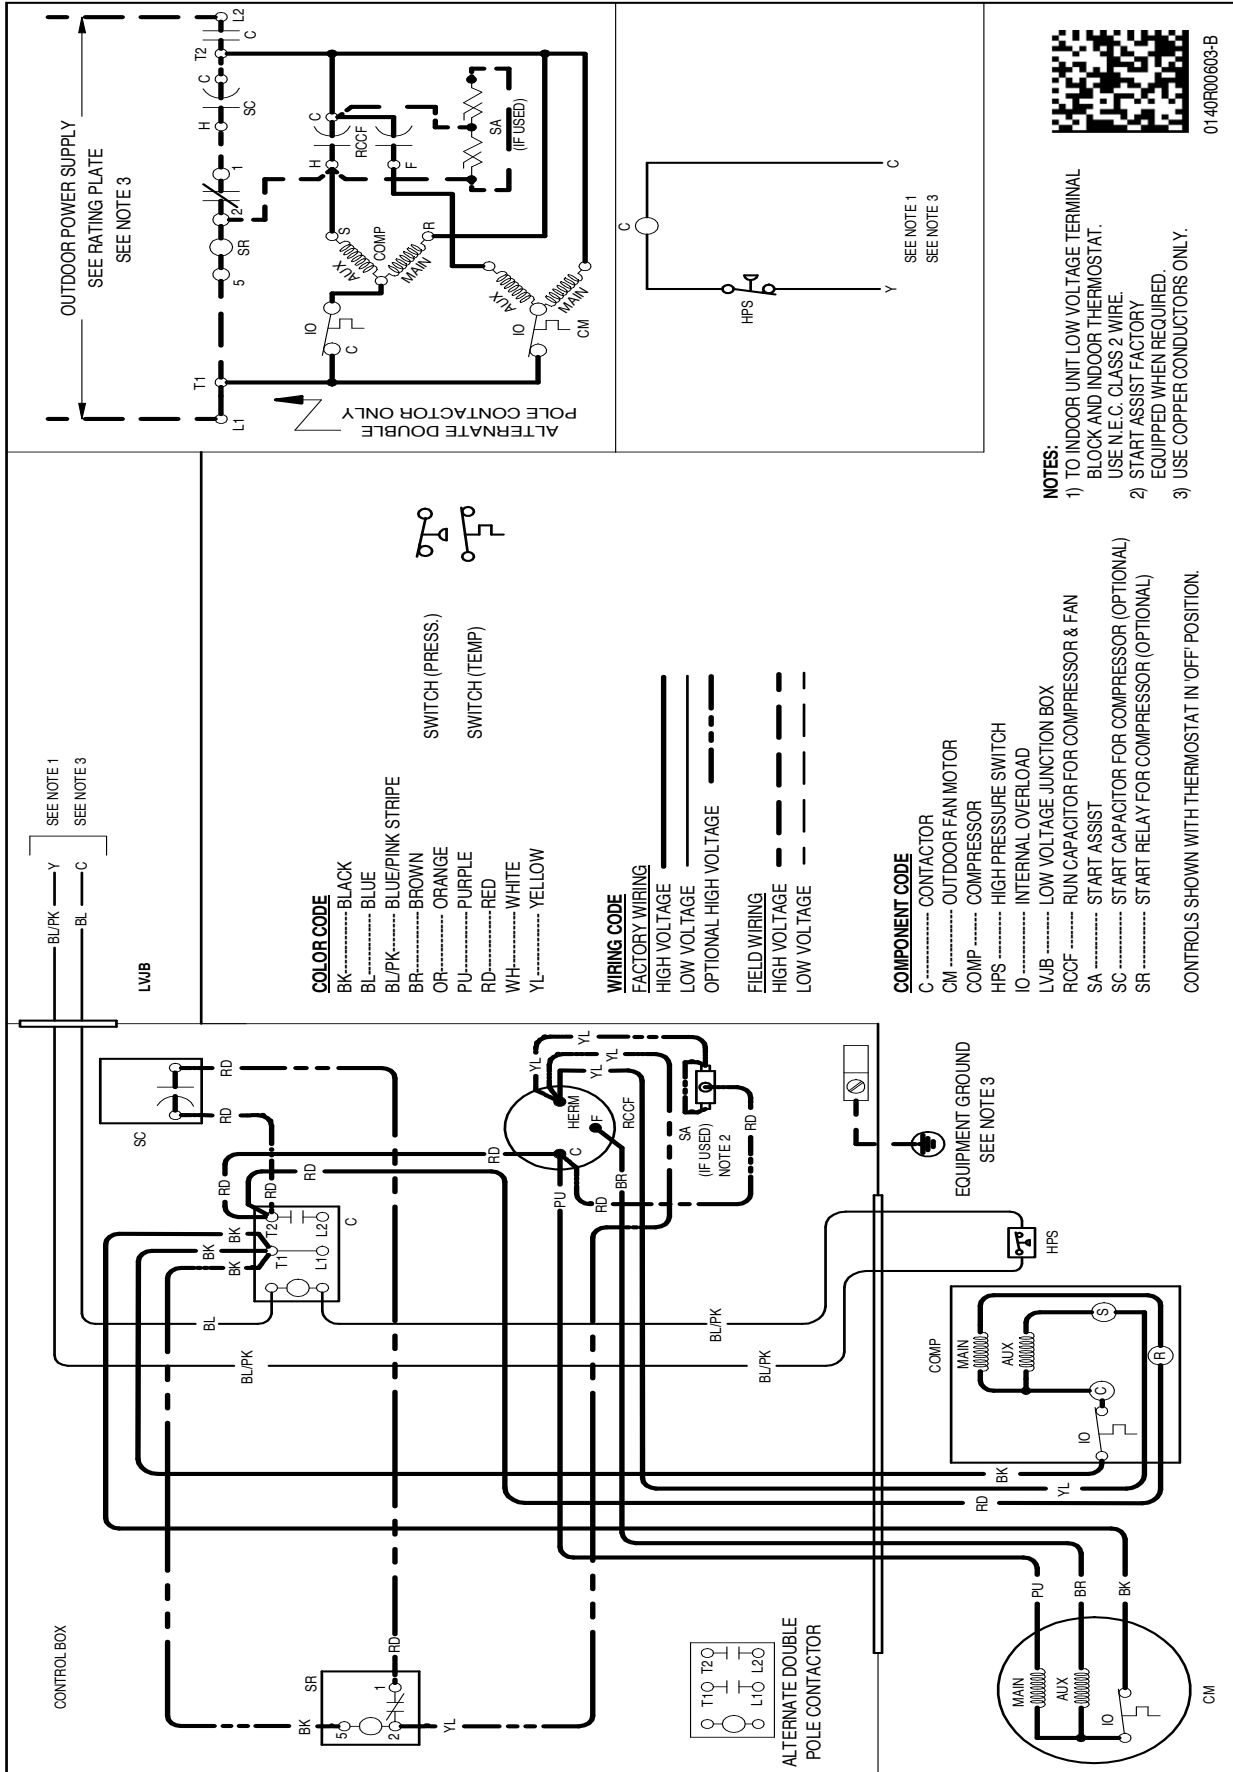 OUTDOOR POWER SUPPLY
SEE RATING PLATE
SEE NOTE 3
L1
T1
5
SR
2
1
H
SC
C
T2
C
L2
ALTERNATE DOUBLE
POLE CONTACTOR ONLY
IO
C
AUX
S
COMP
MAIN
R
H
RCCF
C
F
SA
(IF USED)
AUX
IO
MAIN
CM
C
HPS
Y
C
SEE NOTE 1
SEE NOTE 3
NOTES:
1) TO INDOOR UNIT LOW VOLTAGE TERMINAL
BLOCK AND INDOOR THERMOSTAT.
USE N.E.C. CLASS 2 WIRE.
2) START ASSIST FACTORY
EQUIPPED WHEN REQUIRED.
3) USE COPPER CONDUCTORS ONLY.
0140R00603-B
BL/PK
Y
BL
C
SEE NOTE 1
SEE NOTE 3
LVJB
COLOR CODE
BK---------- BLACK
BL---------- BLUE
BL/PK------- BLUE/PINK STRIPE
BR---------- BROWN
OR---------- ORANGE
PU---------- PURPLE
RD---------- RED
WH---------- WHITE
YL---------- YELLOW
SWITCH (PRESS.)
SWITCH (TEMP)
WIRING CODE
FACTORY WIRING
HIGH VOLTAGE
LOW VOLTAGE
OPTIONAL HIGH VOLTAGE
FIELD WIRING
HIGH VOLTAGE
LOW VOLTAGE
COMPONENT CODE
C ---------- CONTACTOR
CM ---------- OUTDOOR FAN MOTOR
COMP ---------- COMPRESSOR
HPS ---------- HIGH PRESSURE SWITCH
IO ---------- INTERNAL OVERLOAD
LVJB ---------- LOW VOLTAGE JUNCTION BOX
RCCF ---------- RUN CAPACITOR FOR COMPRESSOR & FAN
SA ---------- START ASSIST
SC ---------- START CAPACITOR FOR COMPRESSOR (OPTIONAL)
SR ---------- START RELAY FOR COMPRESSOR (OPTIONAL)
CONTROLS SHOWN WITH THERMOSTAT IN 'OFF' POSITION.
CONTROL BOX
SC
RD
RD
RD
RD
RD
BK
BK
BK
T2
T1
L2
L1
C
BL
BL/PK
BL/PK
BL/PK
SR
1
5
2
BK
RD
YL
YL
YL
YL
YL
HERM
F
C
RCCF
RD
PU
BR
RD
SA
(IF USED)
NOTE 2
RD
ALTERNATE DOUBLE
POLE CONTACTOR
T1
T2
L1
L2
EQUIPMENT GROUND
SEE NOTE 3
HPS
COMP
MAIN
AUX
S
R
C
IO
BK
YL
RD
PU
BR
BK
MAIN
AUX
IO
CM